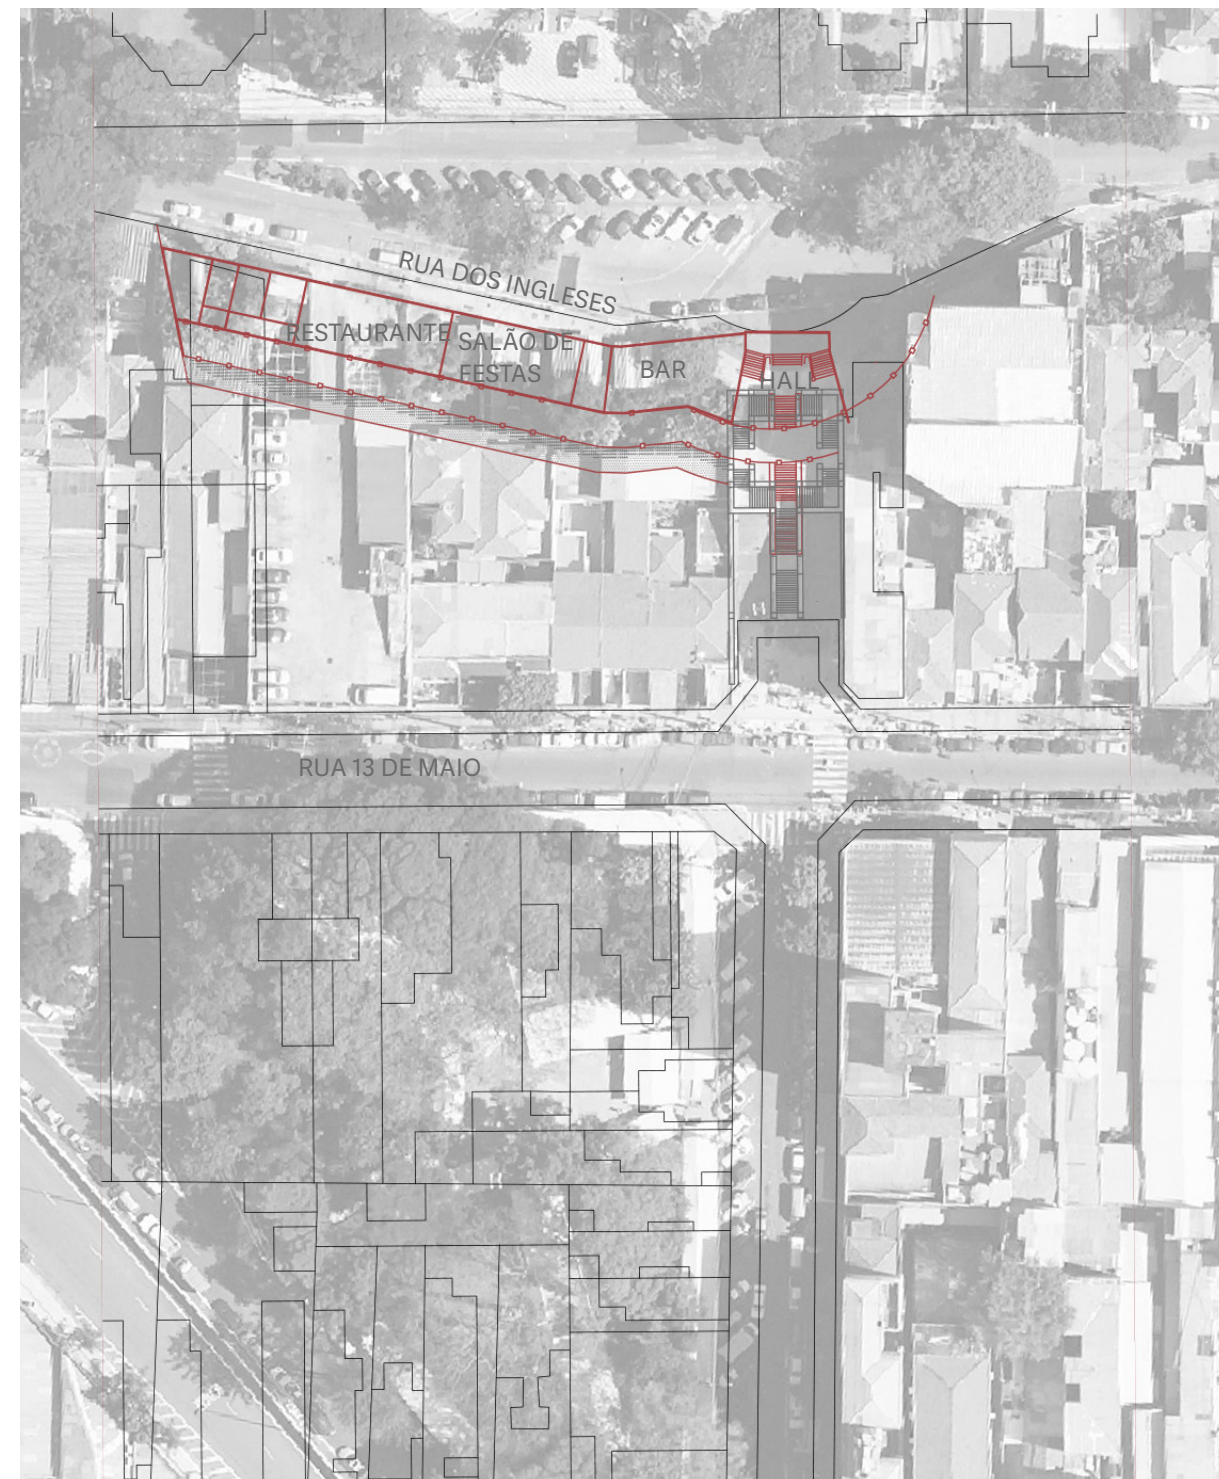 RUA DOS INGLESES
RESTAURANTE
SALÃO DE
FESTAS
BAR
HALL
RUA 13 DE MAIO